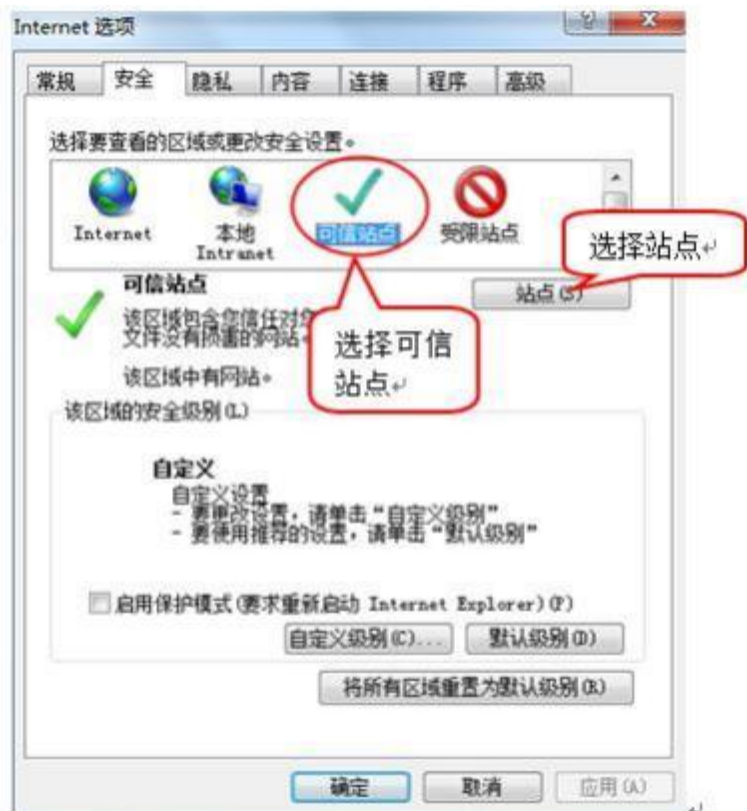 Internet 选项
常规 安全 隐私 内容 连接 程序 高级
选择要查看的区域或更改安全设置。
Internet 本地 Intranet 可信站点 受限站点
选择站点
可信站点
站点(S)
该区域包含您信任对您
文件没有损害的网站。
选择可信
站点
该区域中有网站。
该区域的安全级别(L)
自定义
自定义设置
- 要更改设置，请单击“自定义级别”
- 要使用推荐的设置，请单击“默认级别”
启用保护模式(要求重新启动 Internet Explorer)(P)
自定义级别(C)... 默认级别(D)
将所有区域重置为默认级别(R)
确定 取消 应用(A)